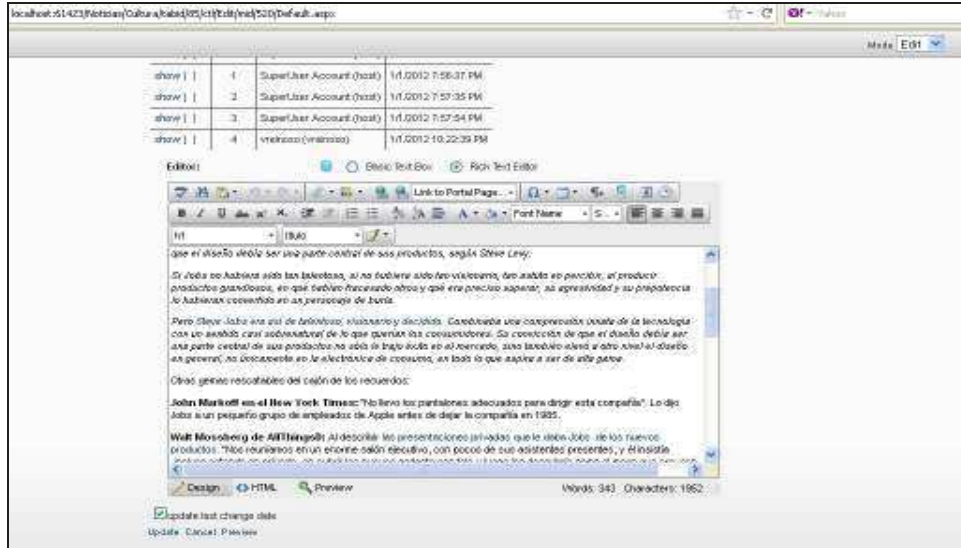 localhost:51423/Noticias/Cultura/tabid/85/ctl/Edit/mid/520/Default.aspx
Yahoo
Mode Edit
show | | 1 SuperUser Account (host) 1/1/2012 7:56:37 PM
show | | 2 SuperUser Account (host) 1/1/2012 7:57:35 PM
show | | 3 SuperUser Account (host) 1/1/2012 7:57:54 PM
show | | 4 vreinoso (vreinoso) 1/1/2012 10:22:39 PM
Editor: Basic Text Box Rich Text Editor
Link to Portal Page...
Font Name S...
h1 titulo
que el diseño debía ser una parte central de sus productos, según Steve Levy:
Si Jobs no hubiera sido tan talentoso, si no hubiera sido tan visionario, tan astuto en percibir, al producir
productos grandiosos, en qué habían fracasado otros y qué era preciso superar, su agresividad y su prepotencia
lo hubieran convertido en un personaje de burla.
Pero Steve Jobs era así de talentoso, visionario y decidido. Combinaba una comprensión innata de la tecnología
con un sentido casi sobrenatural de lo que querían los consumidores. Su convicción de que el diseño debía ser
una parte central de sus productos no sólo le trajo éxito en el mercado, sino también elevó a otro nivel el diseño
en general, no únicamente en la electrónica de consumo, en todo lo que aspira a ser de alta gama.
Otras gemas rescatables del cajón de los recuerdos:
John Markoff en el New York Times: "No llevo los pantalones adecuados para dirigir esta compañía". Lo dijo
Jobs a un pequeño grupo de empleados de Apple antes de dejar la compañía en 1985.
Walt Mossberg de AllThingsD: Al describir las presentaciones privadas que le daba Jobs de los nuevos
productos: "Nos reuníamos en un enorme salón ejecutivo, con pocos de sus asistentes presentes, y él insistía
Design HTML Preview Words: 343 Characters: 1952
Update last change date
Update Cancel Preview